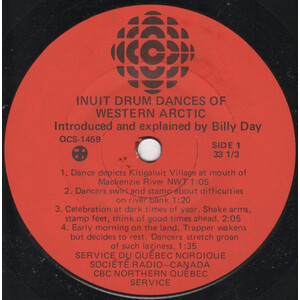 INUIT DRUM DANCES OF
WESTERN ARCTIC
Introduced and explained by Billy Day
QCS-1459
SIDE 1
33 1/3
1. Dance depicts Kitigaluit Village at mouth of
Mackenzie River NWT 1:05
2. Dancers swirl and stamp about difficulties
on river bank 1:20
3. Celebration at dark times of year. Shake arms,
stamp feet, think of good times ahead. 2:05
4. Early morning on the land. Trapper wakens
but decides to rest. Dancers stretch groan
of such laziness. 1:35
SERVICE DU QUÉBEC NORDIQUE
SOCIÉTÉ RADIO-CANADA
CBC NORTHERN QUEBEC
SERVICE